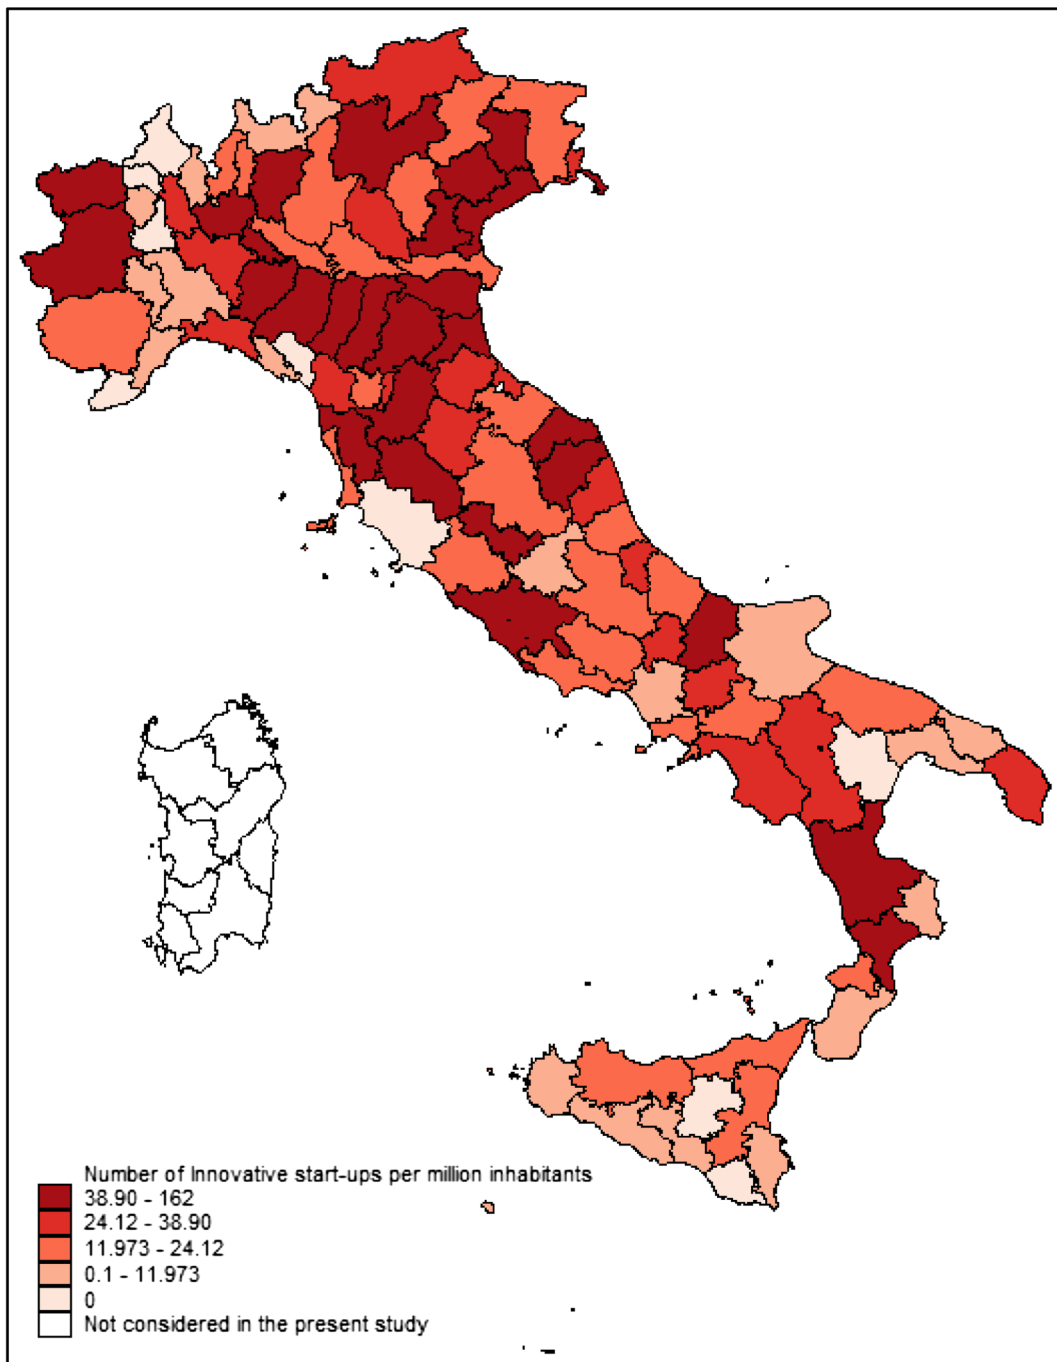 Number of Innovative start-ups per million inhabitants
38.90 - 162
24.12 - 38.90
11.973 - 24.12
0.1 - 11.973
0
Not considered in the present study